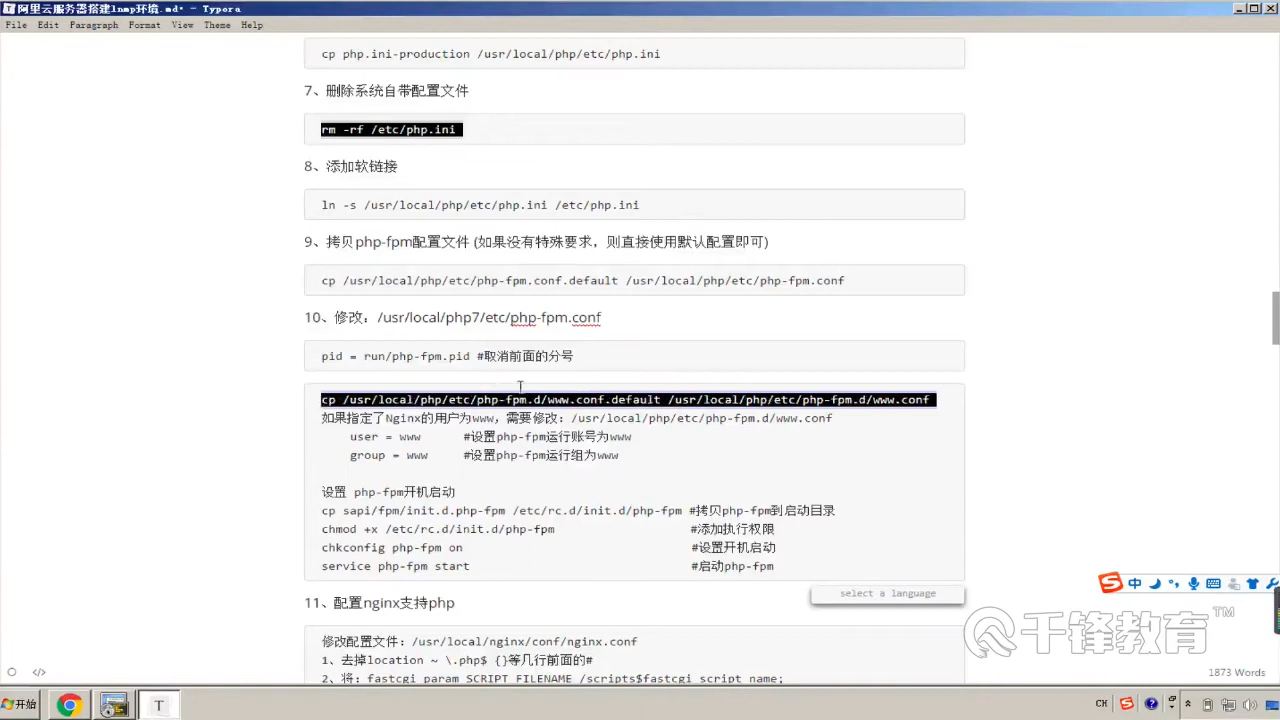 阿里云服务器搭建lnmp环境.md• - Typora
File Edit Paragraph Format View Theme Help
cp php.ini-production /usr/local/php/etc/php.ini
7、删除系统自带配置文件
rm -rf /etc/php.ini
8、添加软链接
ln -s /usr/local/php/etc/php.ini /etc/php.ini
9、拷贝php-fpm配置文件 (如果没有特殊要求，则直接使用默认配置即可)
cp /usr/local/php/etc/php-fpm.conf.default /usr/local/php/etc/php-fpm.conf
10、修改：/usr/local/php7/etc/php-fpm.conf
pid = run/php-fpm.pid #取消前面的分号
cp /usr/local/php/etc/php-fpm.d/www.conf.default /usr/local/php/etc/php-fpm.d/www.conf
如果指定了Nginx的用户为www，需要修改：/usr/local/php/etc/php-fpm.d/www.conf
user = www #设置php-fpm运行账号为www
group = www #设置php-fpm运行组为www
设置 php-fpm开机启动
cp sapi/fpm/init.d.php-fpm /etc/rc.d/init.d/php-fpm #拷贝php-fpm到启动目录
chmod +x /etc/rc.d/init.d/php-fpm #添加执行权限
chkconfig php-fpm on #设置开机启动
service php-fpm start #启动php-fpm
select a language
中
11、配置nginx支持php
千锋教育™
修改配置文件：/usr/local/nginx/conf/nginx.conf
1、去掉location ~ \.php$ {}等几行前面的#
2、将：fastcgi_param SCRIPT_FILENAME /scripts$fastcgi_script_name;
1873 Words
开始
T
CH